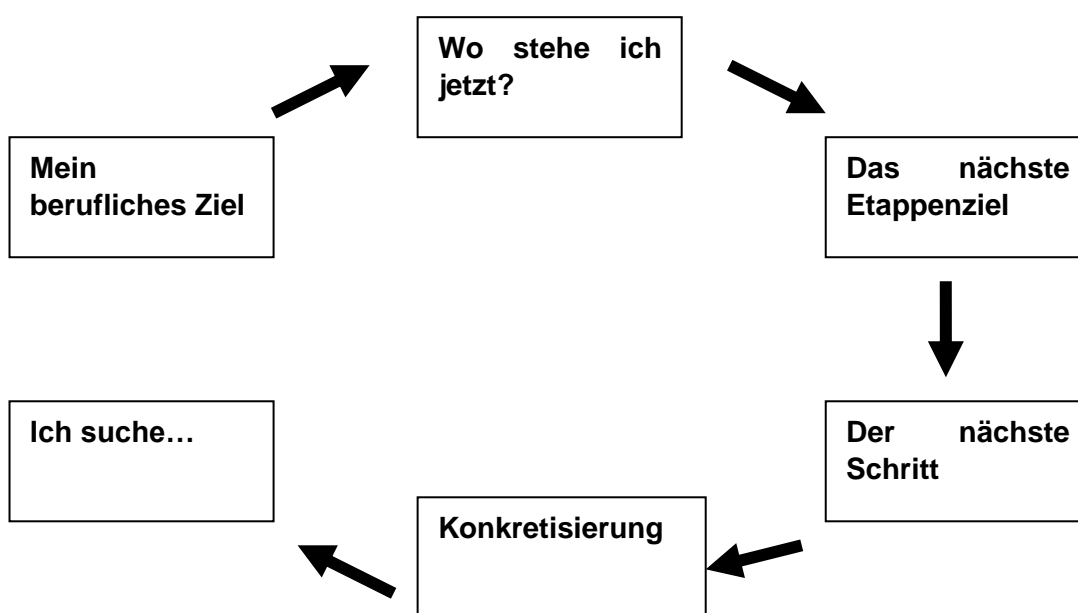 Wo stehe ich
jetzt?
Mein
berufliches Ziel
Das nächste
Etappenziel
Ich suche…
Der nächste
Schritt
Konkretisierung